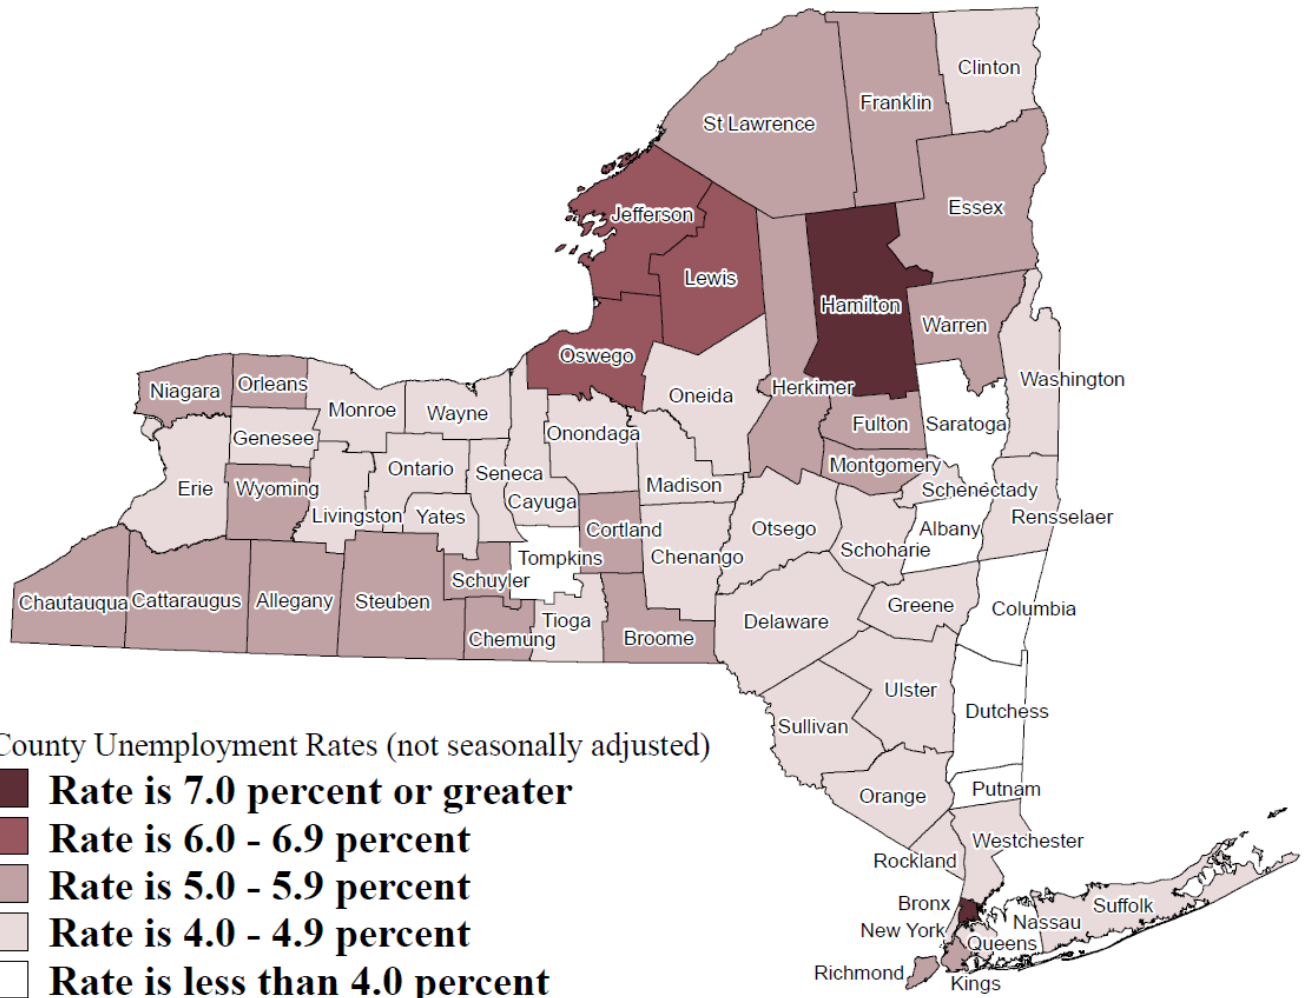 Clinton
Franklin
St Lawrence
Essex
Jefferson
Lewis
Hamilton
Warren
Oswego
Washington
Niagara
Orleans
Herkimer
Oneida
Monroe
Wayne
Fulton
Saratoga
Genesee
Onondaga
Montgomery
Ontario
Seneca
Madison
Erie
Wyoming
Schenectady
Cayuga
Livingston
Yates
Rensselaer
Cortland
Otsego
Albany
Schoharie
Tompkins
Chenango
Schuyler
Chautauqua
Cattaraugus
Allegany
Steuben
Greene
Columbia
Tioga
Delaware
Chemung
Broome
Ulster
Dutchess
Sullivan
County Unemployment Rates (not seasonally adjusted)
Rate is 7.0 percent or greater
Rate is 6.0 - 6.9 percent
Rate is 5.0 - 5.9 percent
Rate is 4.0 - 4.9 percent
Rate is less than 4.0 percent
Putnam
Orange
Westchester
Rockland
Bronx
Suffolk
Nassau
New York
Queens
Richmond
Kings